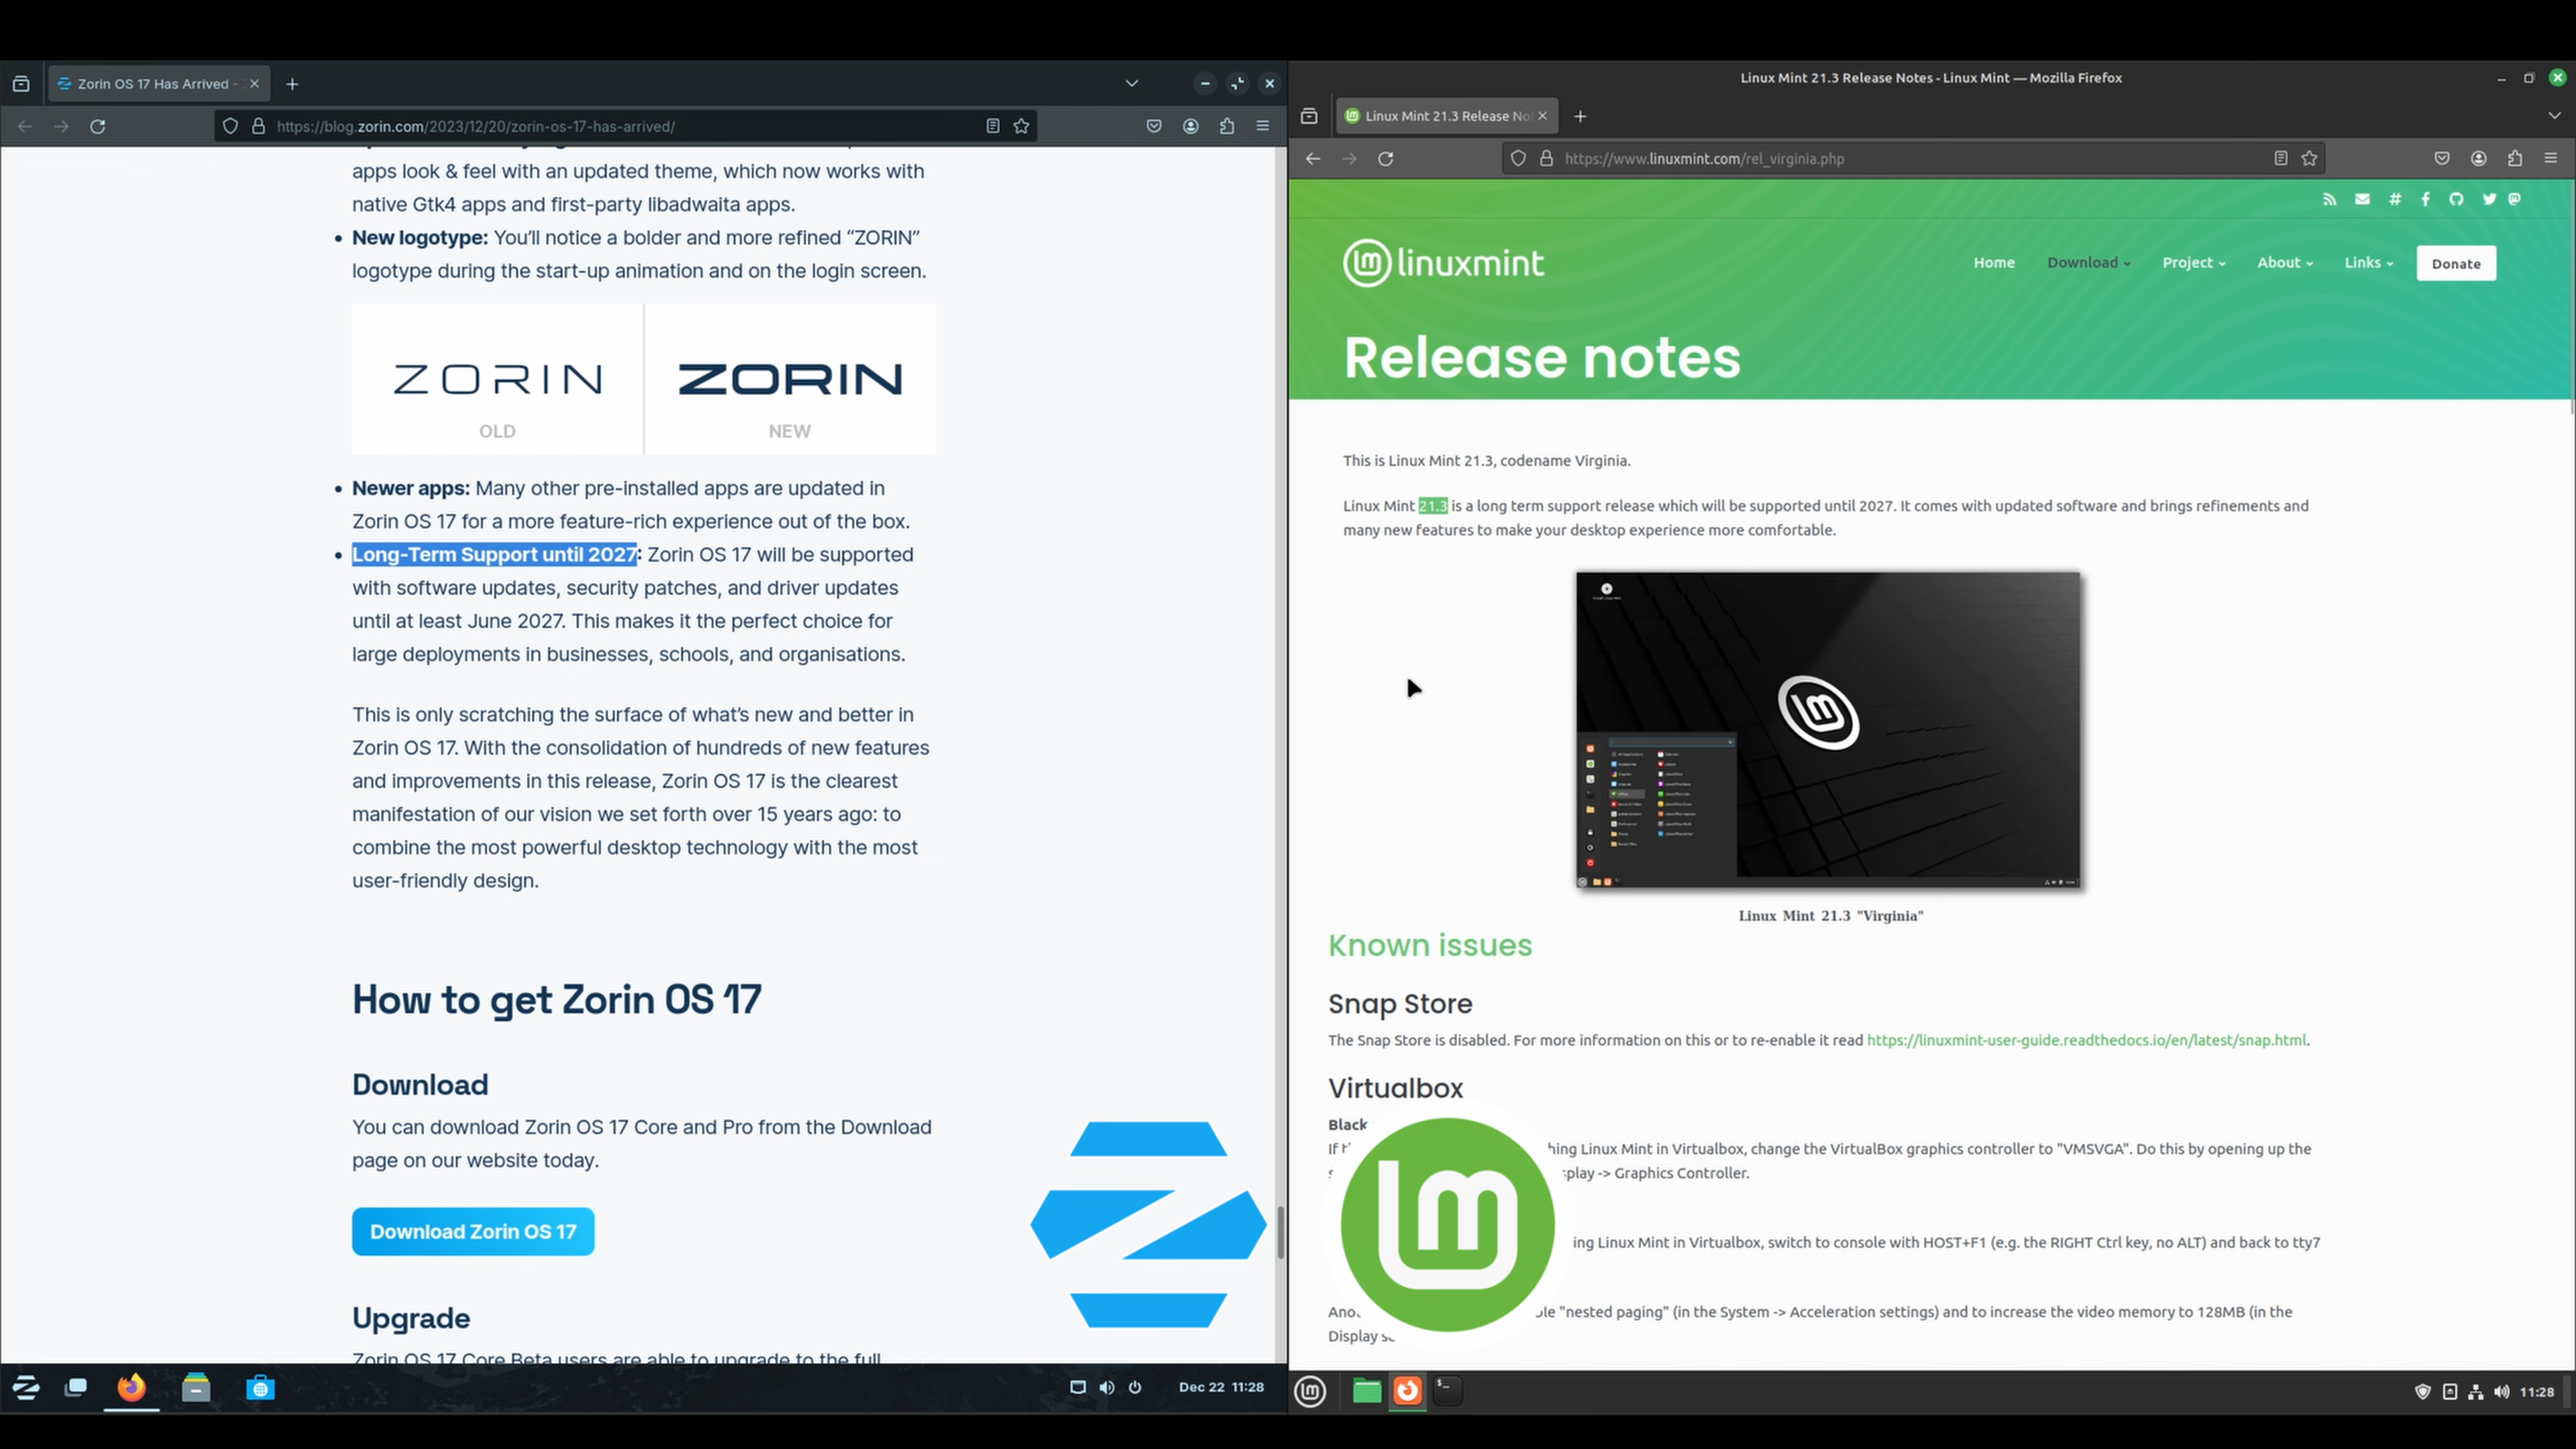 Zorin OS 17 Has Arrived -
https://blog.zorin.com/2023/12/20/zorin-os-17-has-arrived/
apps look & feel with an updated theme, which now works with
native Gtk4 apps and first-party libadwaita apps.
• New logotype: You’ll notice a bolder and more refined “ZORIN”
logotype during the start-up animation and on the login screen.
ZORIN
OLD
ZORIN
NEW
• Newer apps: Many other pre-installed apps are updated in
Zorin OS 17 for a more feature-rich experience out of the box.
• Long-Term Support until 2027: Zorin OS 17 will be supported
with software updates, security patches, and driver updates
until at least June 2027. This makes it the perfect choice for
large deployments in businesses, schools, and organisations.
This is only scratching the surface of what’s new and better in
Zorin OS 17. With the consolidation of hundreds of new features
and improvements in this release, Zorin OS 17 is the clearest
manifestation of our vision we set forth over 15 years ago: to
combine the most powerful desktop technology with the most
user-friendly design.
How to get Zorin OS 17
Download
You can download Zorin OS 17 Core and Pro from the Download
page on our website today.
Download Zorin OS 17
Upgrade
Zorin OS 17 Core Beta users are able to upgrade to the full
Dec 22 11:28
Linux Mint 21.3 Release Notes - Linux Mint — Mozilla Firefox
Linux Mint 21.3 Release No
https://www.linuxmint.com/rel_virginia.php
linuxmint
Home Download Project About Links Donate
Release notes
This is Linux Mint 21.3, codename Virginia.
Linux Mint 21.3 is a long term support release which will be supported until 2027. It comes with updated software and brings refinements and
many new features to make your desktop experience more comfortable.
Linux Mint 21.3 "Virginia"
Known issues
Snap Store
The Snap Store is disabled. For more information on this or to re-enable it read https://linuxmint-user-guide.readthedocs.io/en/latest/snap.html.
Virtualbox
Black
If hing Linux Mint in Virtualbox, change the VirtualBox graphics controller to "VMSVGA". Do this by opening up the
splay -> Graphics Controller.
ing Linux Mint in Virtualbox, switch to console with HOST+F1 (e.g. the RIGHT Ctrl key, no ALT) and back to tty7
Ano le "nested paging" (in the System -> Acceleration settings) and to increase the video memory to 128MB (in the
Display
11:28